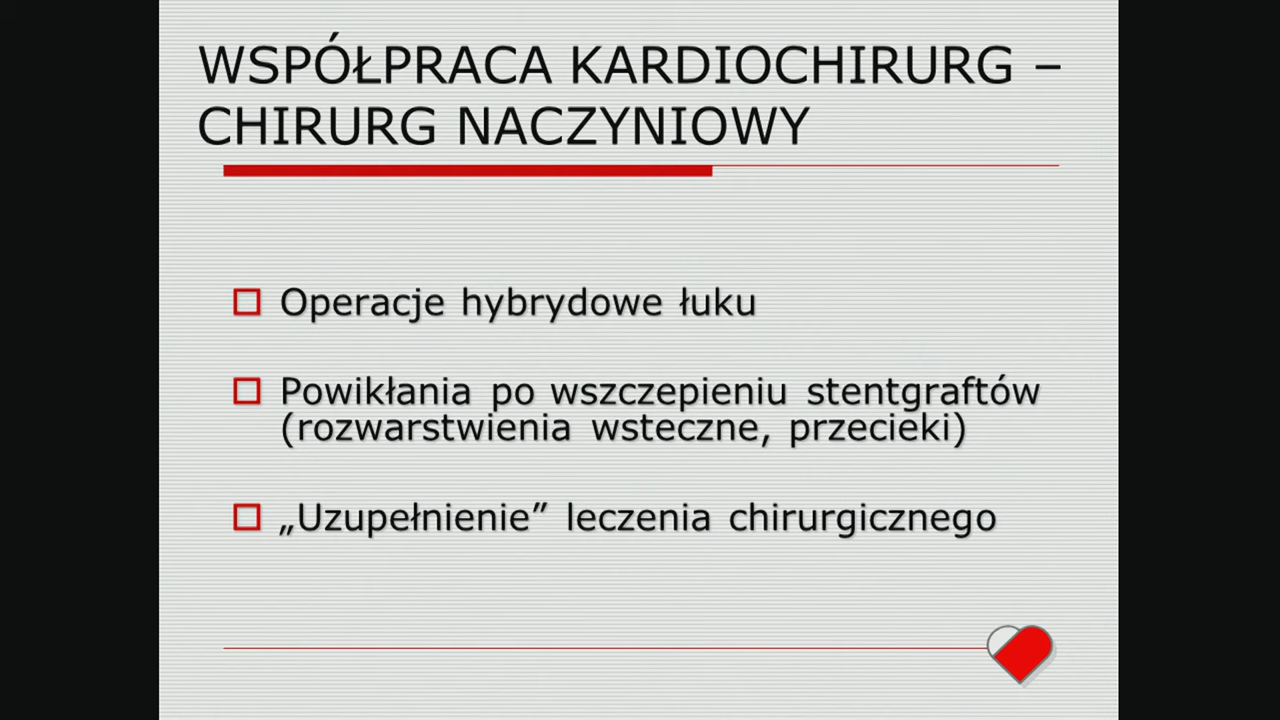 WSPÓŁPRACA KARDIOCHIRURG –
CHIRURG NACZYNIOWY
Operacje hybrydowe łuku
Powikłania po wszczepieniu stentgraftów
(rozwarstwienia wsteczne, przecieki)
„Uzupełnienie” leczenia chirurgicznego